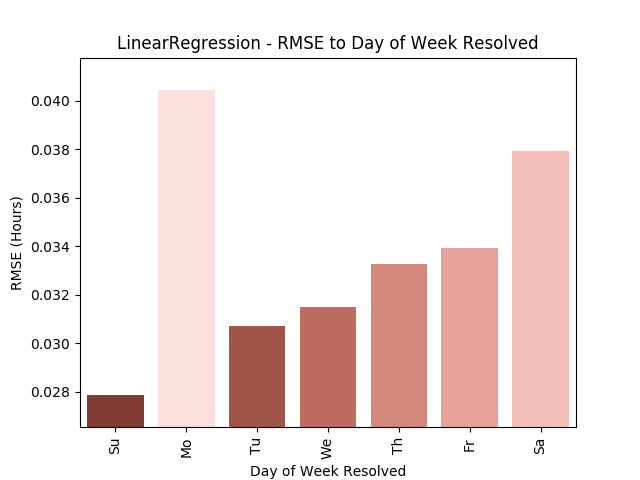 LinearRegression - RMSE to Day of Week Resolved
0.040
0.038
0.036
0.034
0.032
0.030
0.028
RMSE (Hours)
Su
Mo
Tu
We
Th
Fr
Sa
Day of Week Resolved